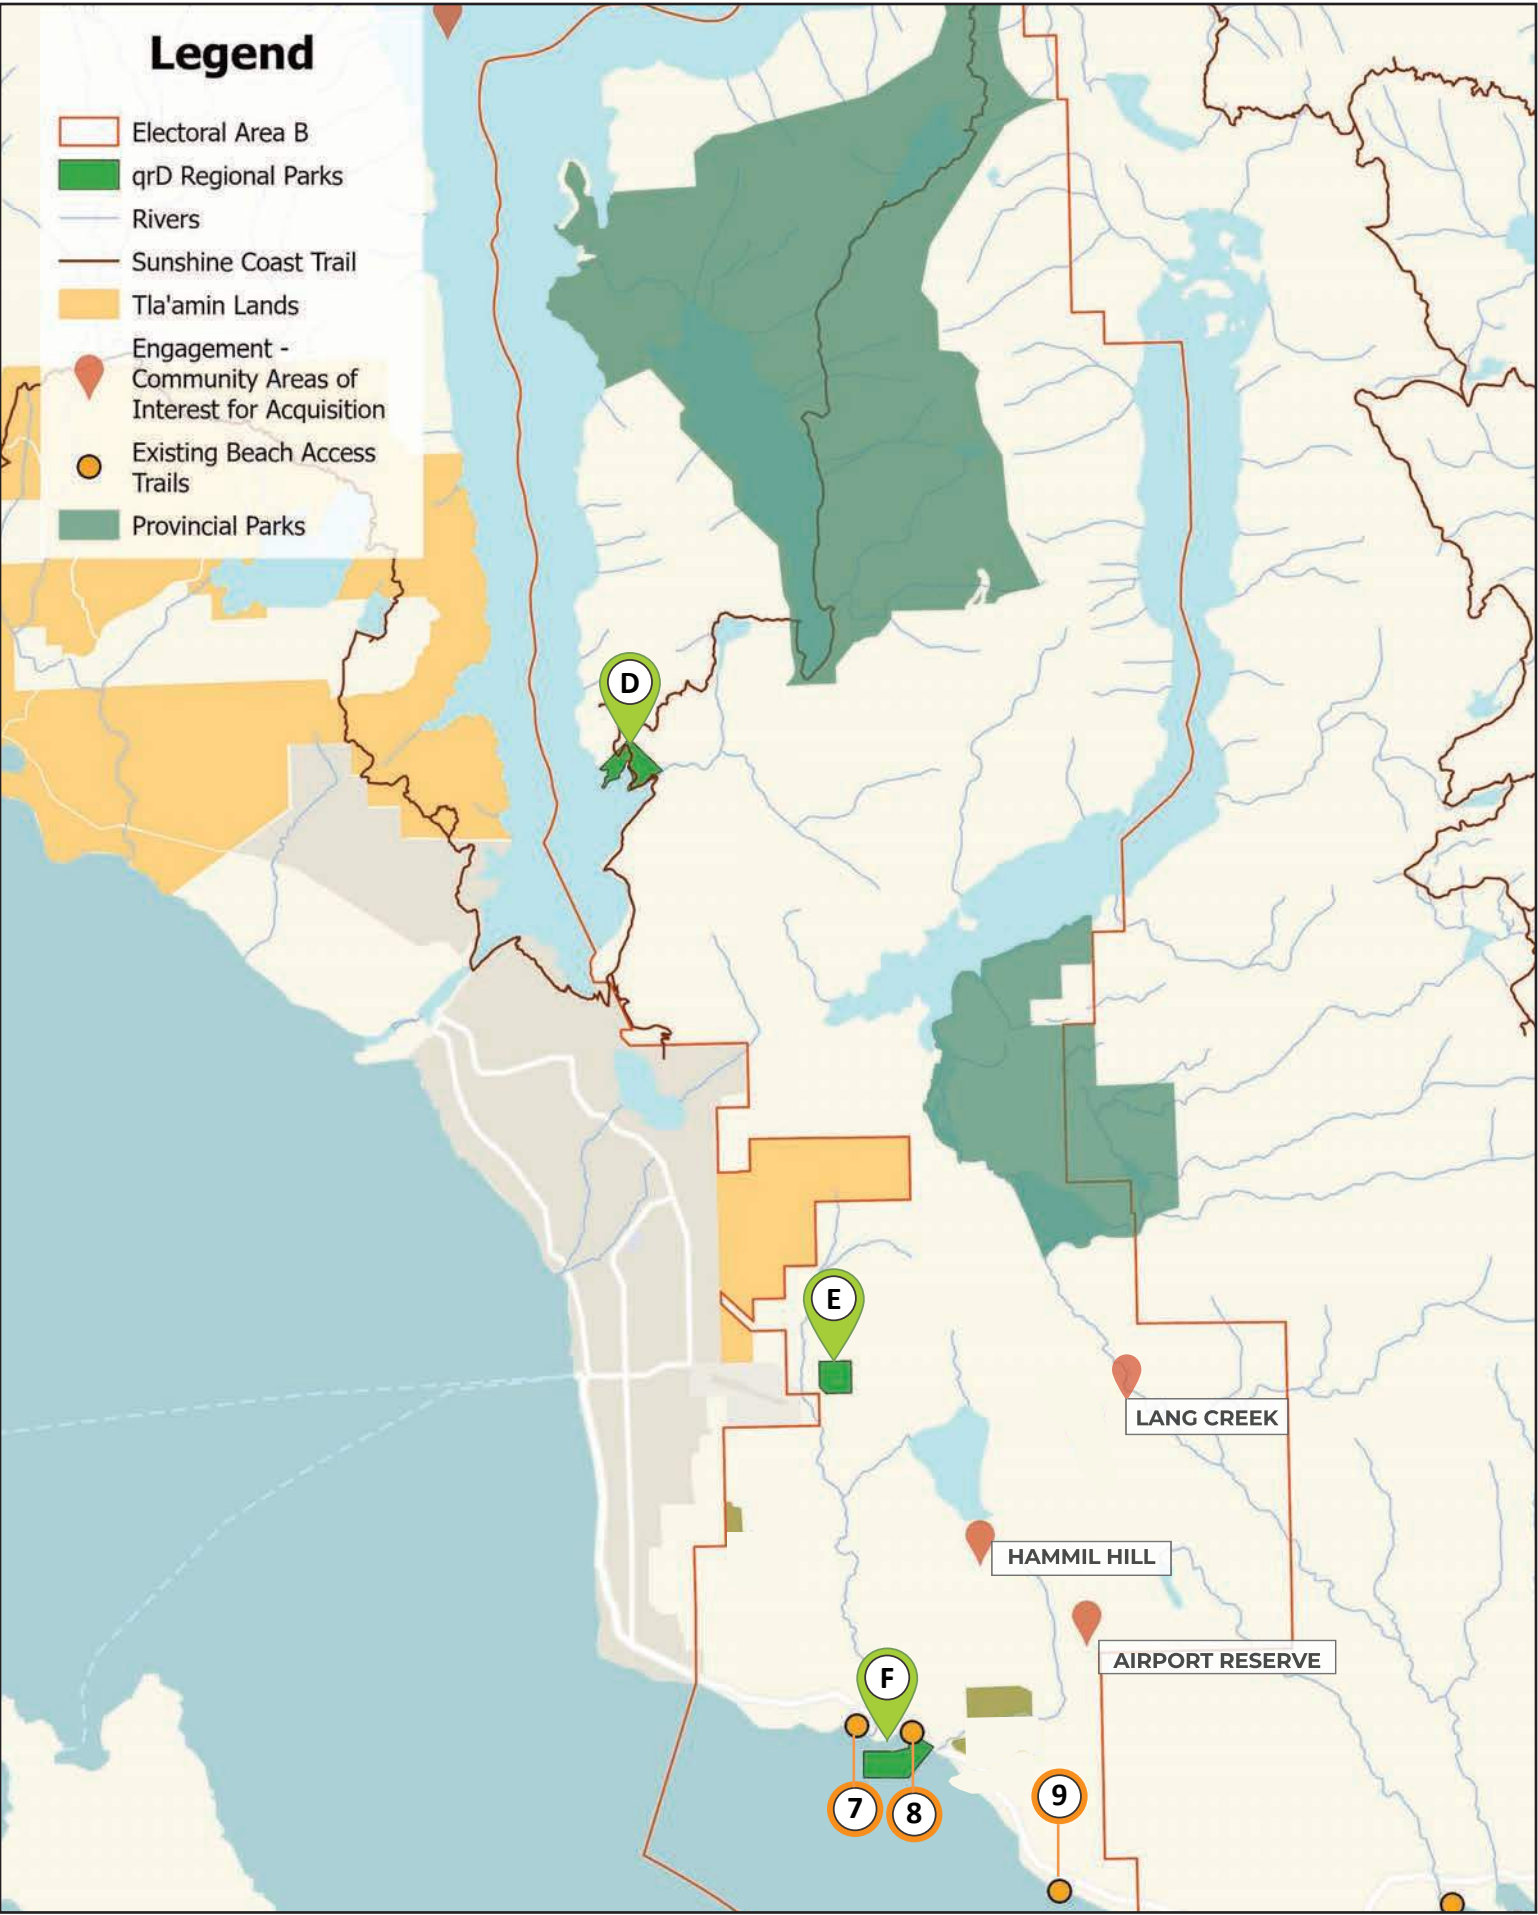 Legend
Electoral Area B
qrD Regional Parks
Rivers
Sunshine Coast Trail
Tla'amin Lands
Engagement -
Community Areas of
Interest for Acquisition
Existing Beach Access
Trails
Provincial Parks
D
E
LANG CREEK
HAMMIL HILL
AIRPORT RESERVE
F
7
8
9